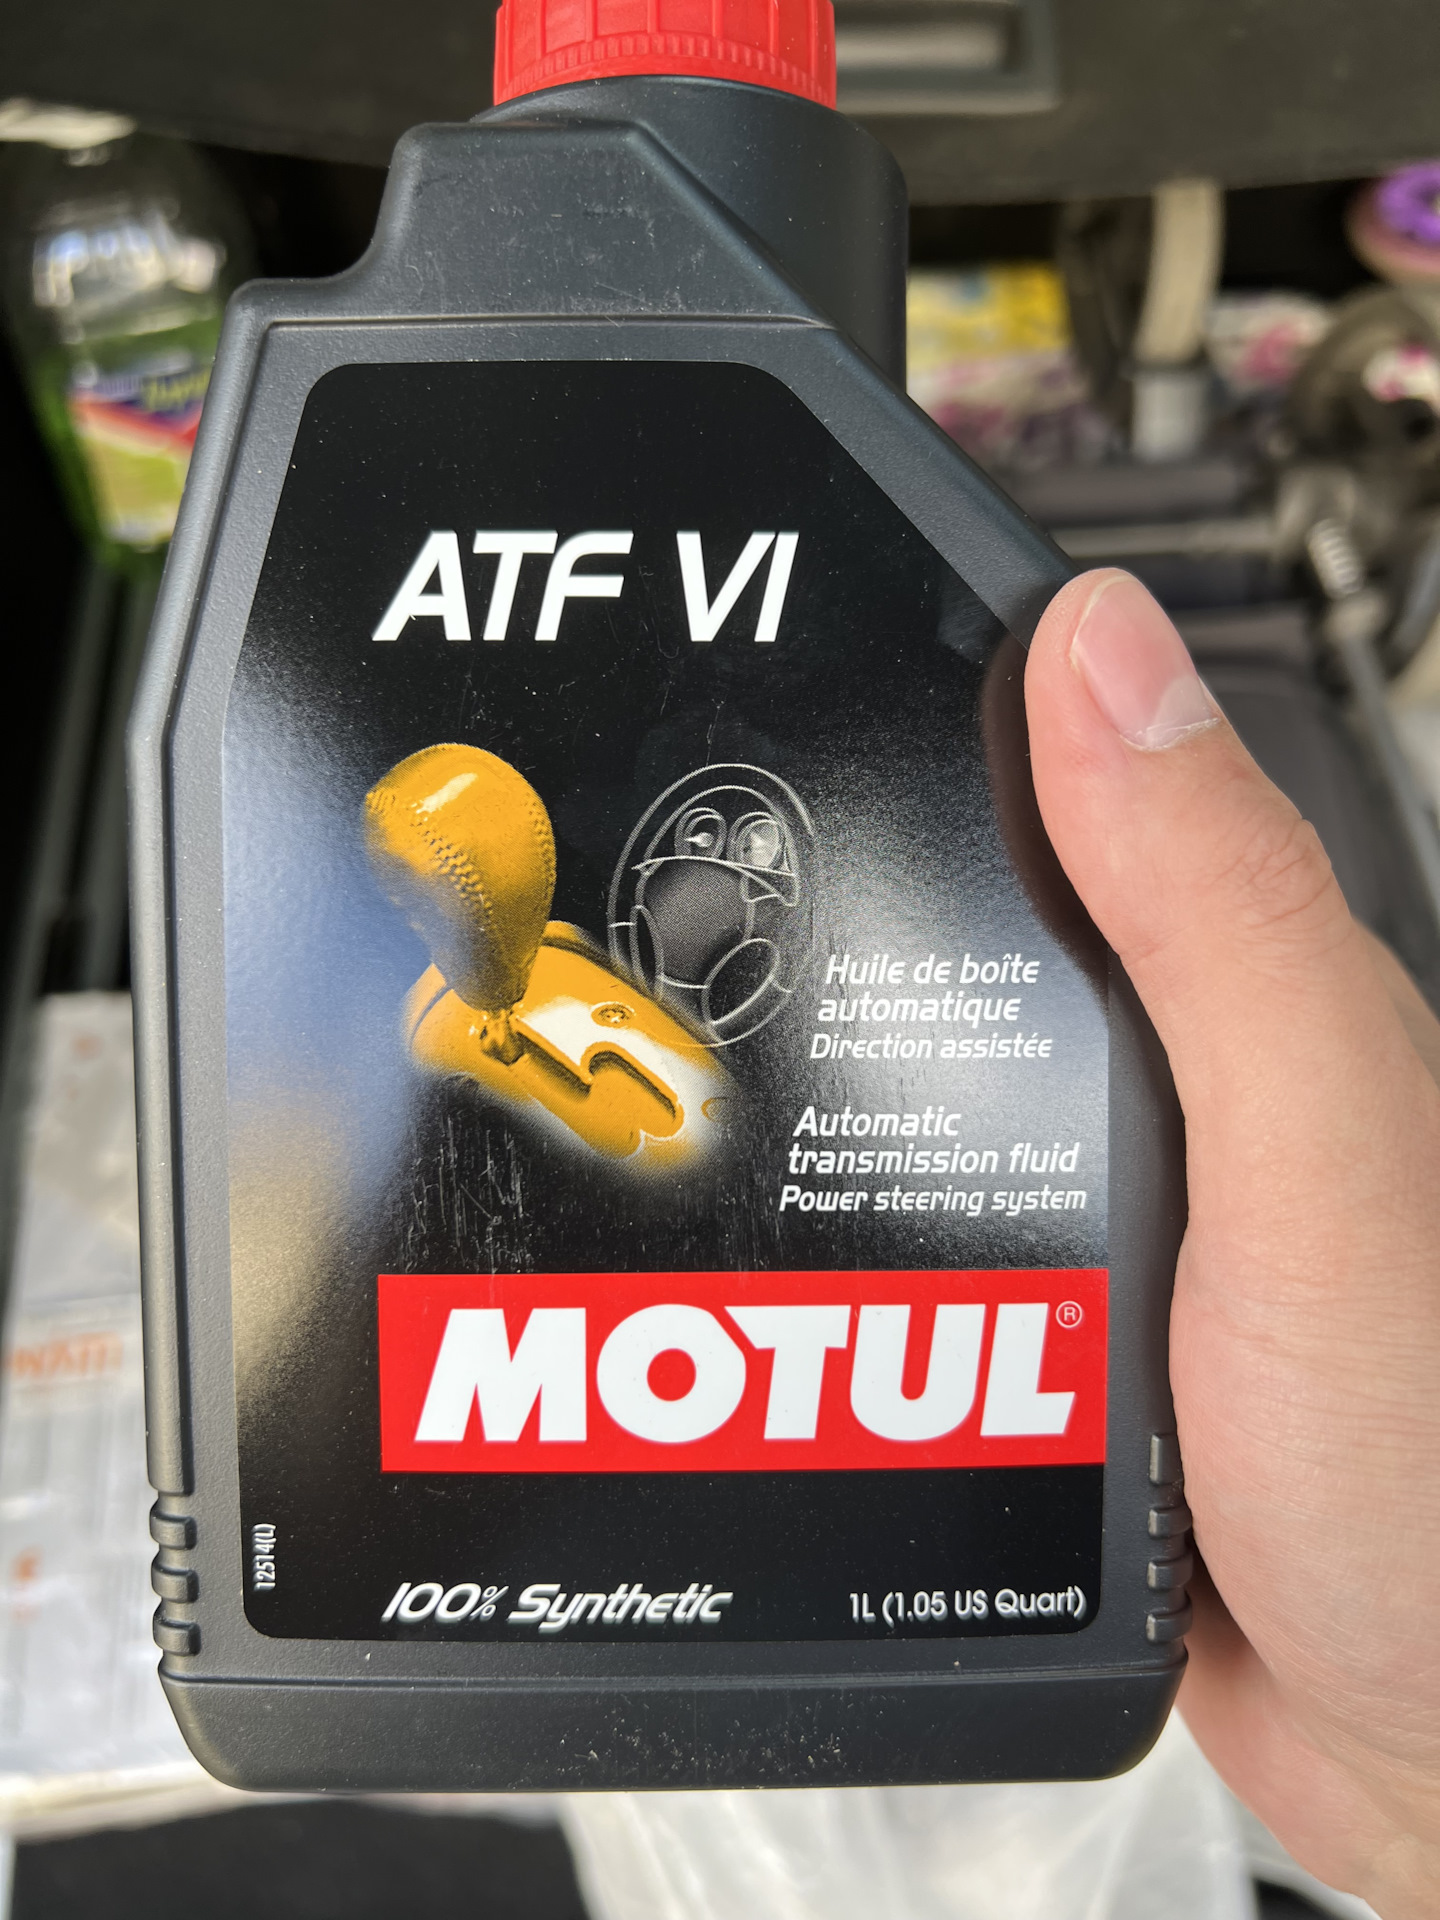 ATF VI
Huile de boîte
automatique
Direction assistée
Automatic
transmission fluid
Power steering system
MOTUL®
12514(L)
100% Synthetic
1L (1.05 US Quart)